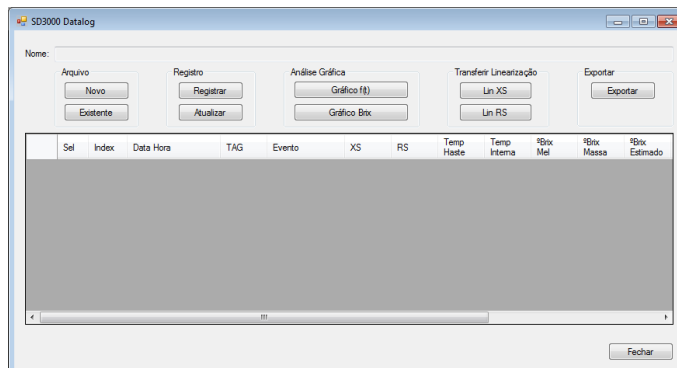 SD3000 Datalog
Nome:
Arquivo Registro Análise Gráfica Transferir Linearização Exportar
Novo Registrar Gráfico f(t) Lin XS Exportar
Existente Atualizar Gráfico Brix Lin RS
Sel Index Data Hora TAG Evento XS RS Temp Haste Temp Interna ºBrix Mel ºBrix Massa ºBrix Estimado
Fechar